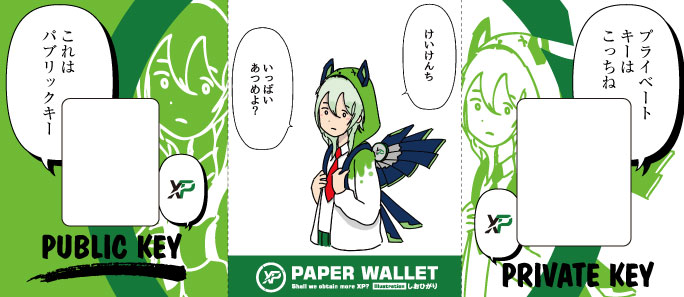 これは
パブリックキー
XP
PUBLIC KEY
けいけんち
いっぱい
あつめよ?
XP
XP PAPER WALLET
Shall we obtain more XP? Illustration しおひがり
プライベート
キーは
こっちね
XP
PRIVATE KEY